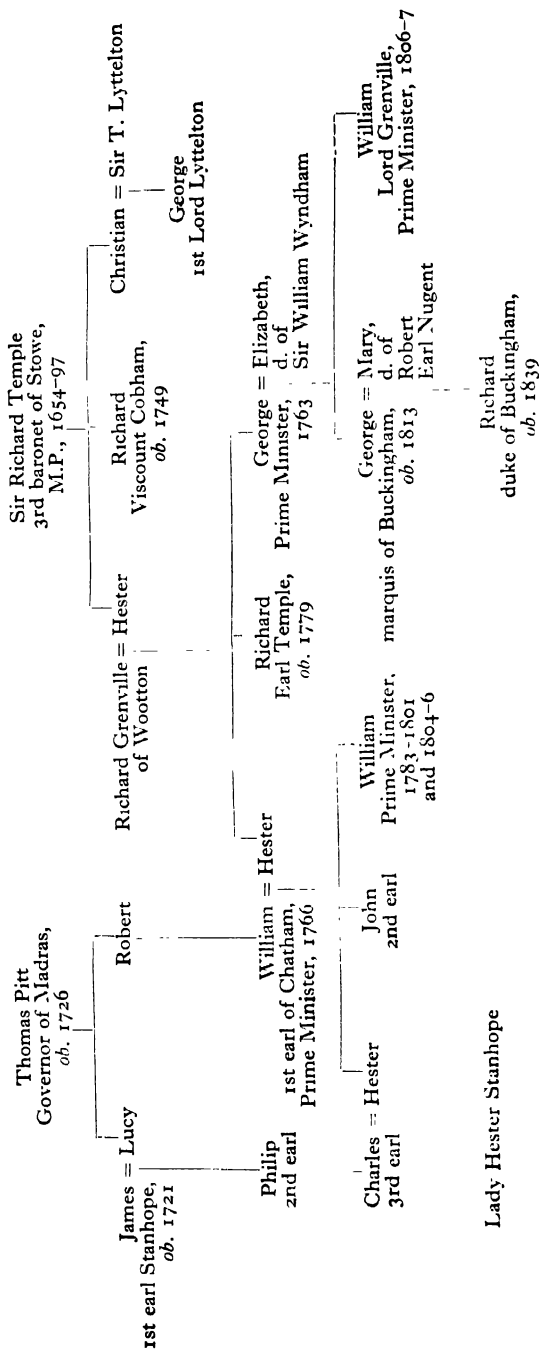 Thomas Pitt
Governor of Madras,
ob. 1726
Sir Richard Temple
3rd baronet of Stowe,
M.P., 1654-97
James = Lucy
1st earl Stanhope,
ob. 1721
Robert
Richard Grenville = Hester
of Wootton
Richard
Viscount Cobham,
ob. 1749
Christian = Sir T. Lyttelton
George
1st Lord Lyttelton
Philip
2nd earl
William = Hester
1st earl of Chatham,
Prime Minister, 1766
Richard
Earl Temple,
ob. 1779
George = Elizabeth,
Prime Minister, d. of
1763 Sir William Wyndham
Charles = Hester
3rd earl
John
2nd earl
William
Prime Minister,
1783-1801
and 1804-6
George = Mary,
marquis of Buckingham, d. of
ob. 1813 Robert
Earl Nugent
William
Lord Grenville,
Prime Minister, 1806-7
Lady Hester Stanhope
Richard
duke of Buckingham,
ob. 1839